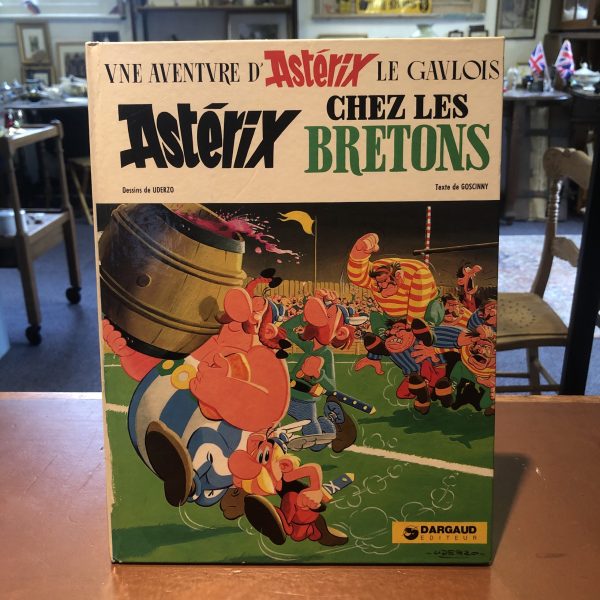 VNE AVENTVRE D'Astérix LE GAVLOIS
Astérix CHEZ LES BRETONS
Dessins de UDERZO
Texte de GOSCINNY
DARGAUD
EDITEUR
-UDERZO-